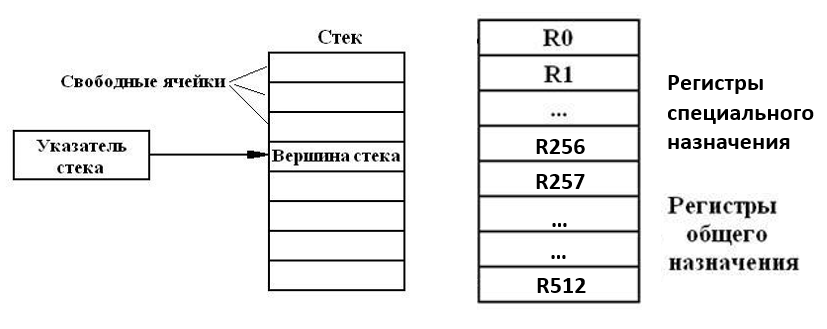 Стек
Свободные ячейки
Указатель
стека
Вершина стека
R0
R1
...
R256
R257
...
...
R512
Регистры
специального
назначения
Регистры
общего
назначения